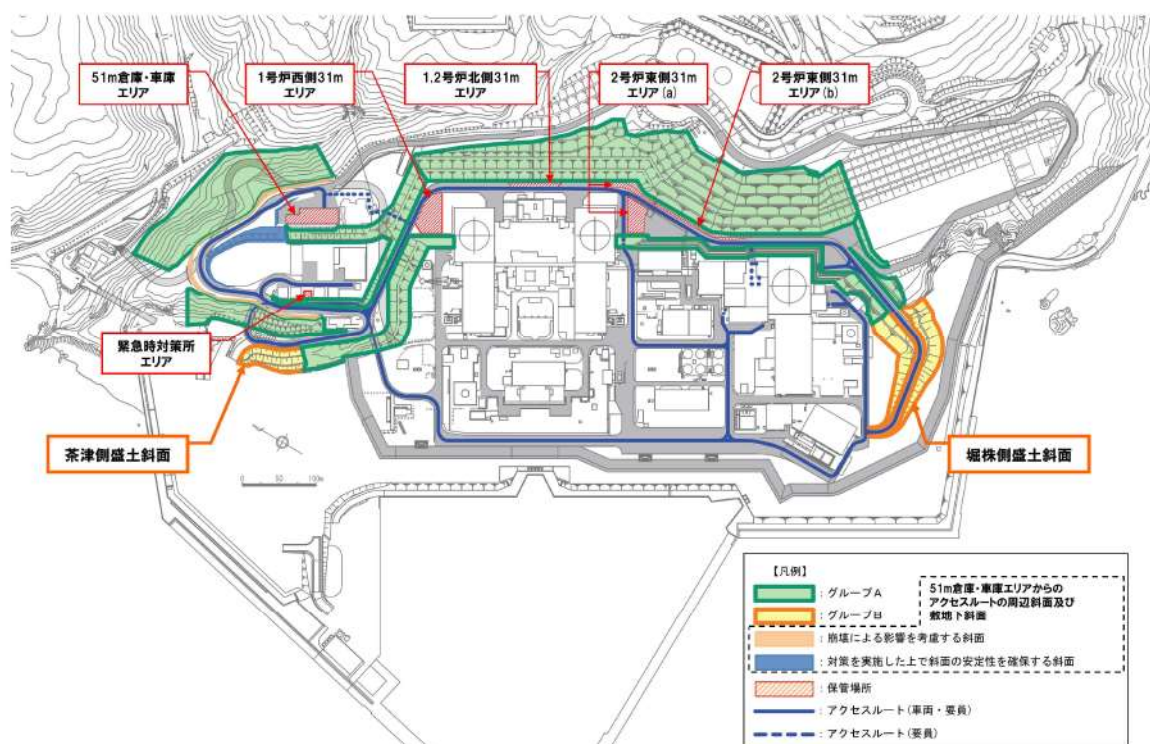 51m倉庫・車庫
エリア
1号炉西側31m
エリア
1,2号炉北側31m
エリア
2号炉東側31m
エリア(a)
2号炉東側31m
エリア(b)
緊急時対策所
エリア
茶津側盛土斜面
堀株側盛土斜面
0 50 100m
【凡例】
：グループA
：グループB
51m倉庫・車庫エリアからの
アクセスルートの周辺斜面及び
敷地下斜面
：崩壊による影響を考慮する斜面
：対策を実施した上で斜面の安定性を確保する斜面
：保管場所
：アクセスルート(車両・要員)
：アクセスルート(要員)